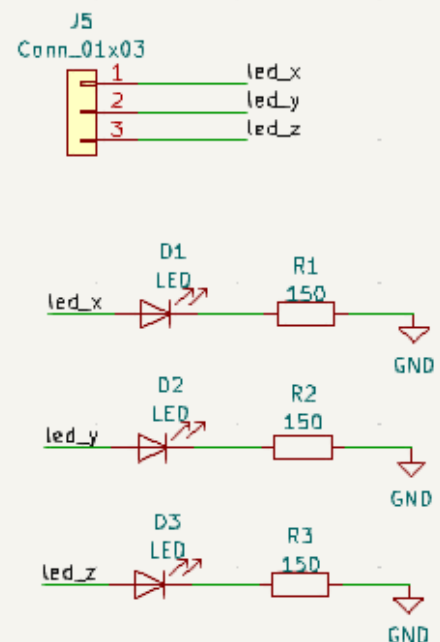 J5
Conn_01x03
1 led_x
2 led_y
3 led_z
D1
LED
R1
150
led_x
GND
D2
LED
R2
150
led_y
GND
D3
LED
R3
150
led_z
GND